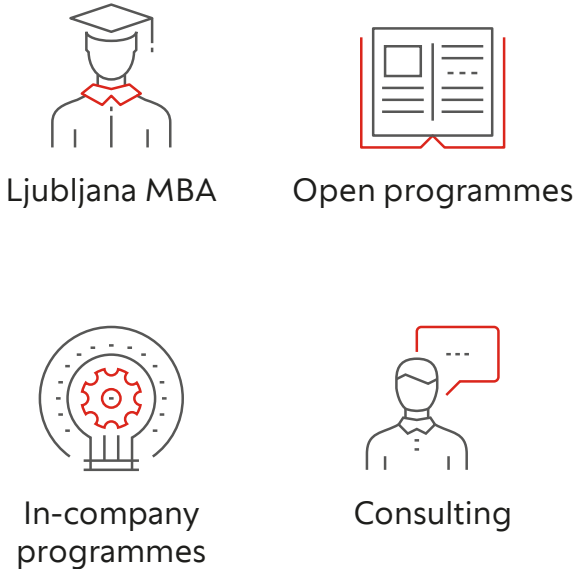 Ljubljana MBA
Open programmes
In-company
programmes
Consulting